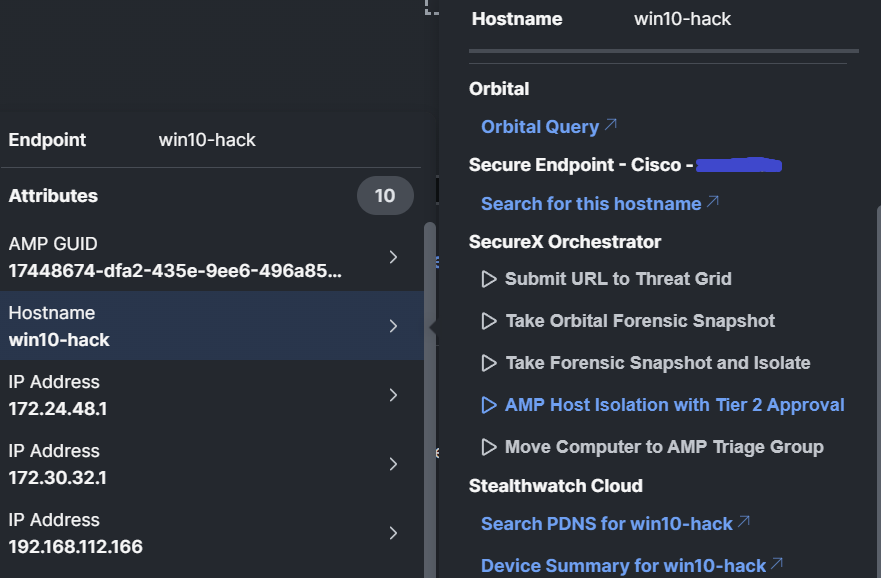 Endpoint win10-hack
Attributes 10
AMP GUID
17448674-dfa2-435e-9ee6-496a85...
Hostname
win10-hack
IP Address
172.24.48.1
IP Address
172.30.32.1
IP Address
192.168.112.166
Hostname win10-hack
Orbital
Orbital Query
Secure Endpoint - Cisco -
Search for this hostname
SecureX Orchestrator
Submit URL to Threat Grid
Take Orbital Forensic Snapshot
Take Forensic Snapshot and Isolate
AMP Host Isolation with Tier 2 Approval
Move Computer to AMP Triage Group
Stealthwatch Cloud
Search PDNS for win10-hack
Device Summary for win10-hack